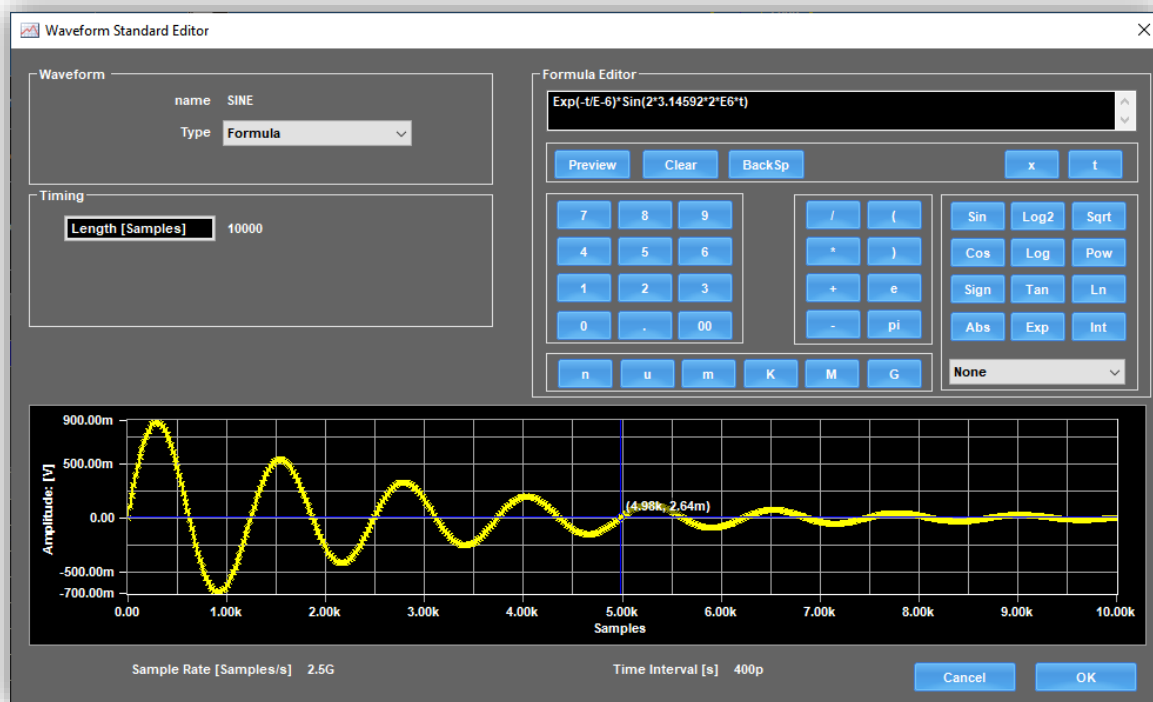 Waveform Standard Editor
Waveform
name SINE
Type Formula
Timing
Length [Samples] 10000
Formula Editor
Exp(-t/E-6)*Sin(2*3.14592*2*E6*t)
Preview Clear BackSp x t
7 8 9 / ( Sin Log2 Sqrt
4 5 6 * ) Cos Log Pow
1 2 3 + e Sign Tan Ln
0 . 00 - pi Abs Exp Int
n u m K M G None
Amplitude: [V]
900.00m
500.00m
0.00
-500.00m
-700.00m
(4.98k, 2.64m)
0.00 1.00k 2.00k 3.00k 4.00k 5.00k 6.00k 7.00k 8.00k 9.00k 10.00k
Samples
Sample Rate [Samples/s] 2.5G Time Interval [s] 400p
Cancel OK